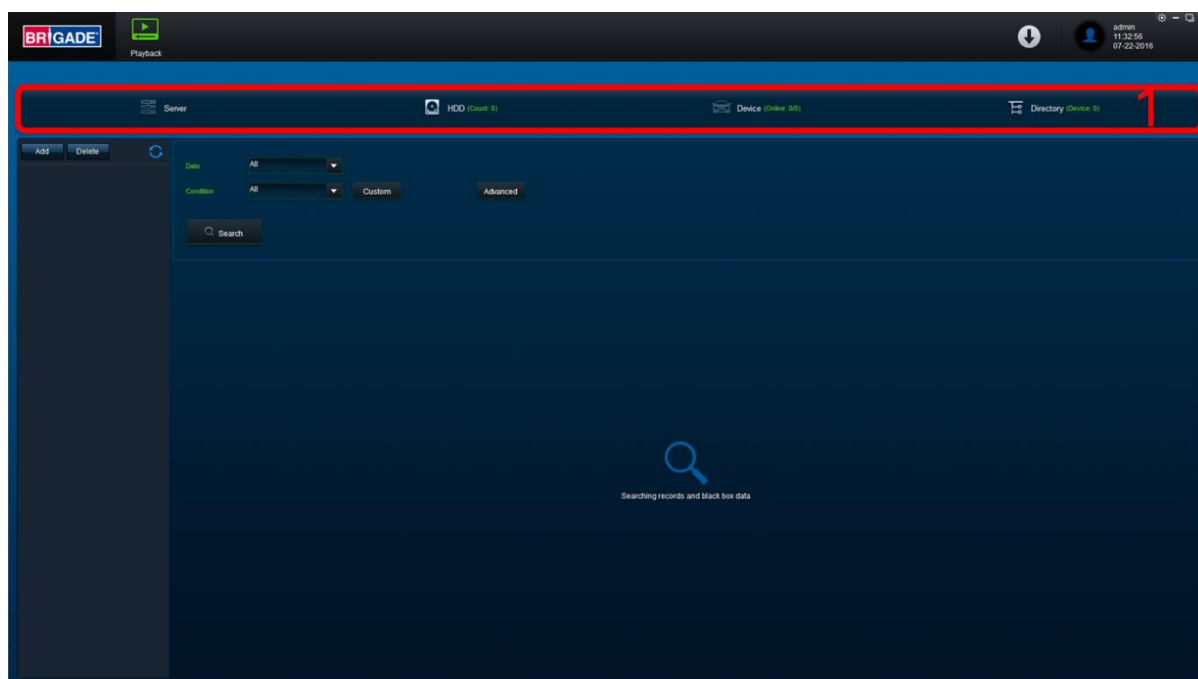 BRIGADE
Playback
admin
11:32:56
07-22-2016
Server
HDD (Count: 0)
Device (Online: 0/0)
Directory (Device: 0)
1
Add Delete
Date All
Condition All Custom Advanced
Search
Searching records and black box data